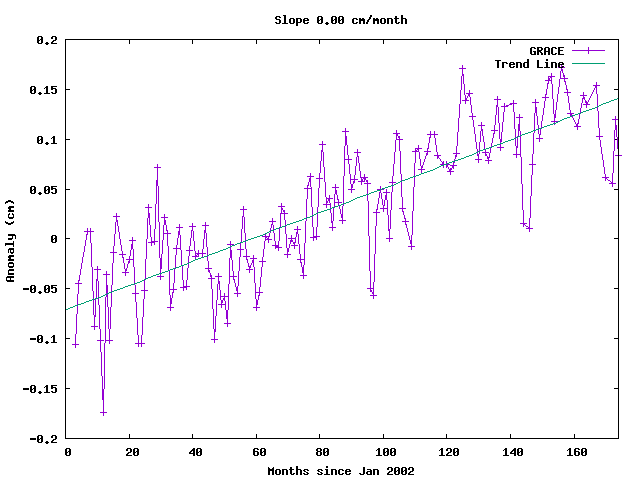 Slope 0.00 cm/month
GRACE
Trend Line
0.2
0.15
0.1
0.05
0
-0.05
-0.1
-0.15
-0.2
Anomaly (cm)
0 20 40 60 80 100 120 140 160
Months since Jan 2002